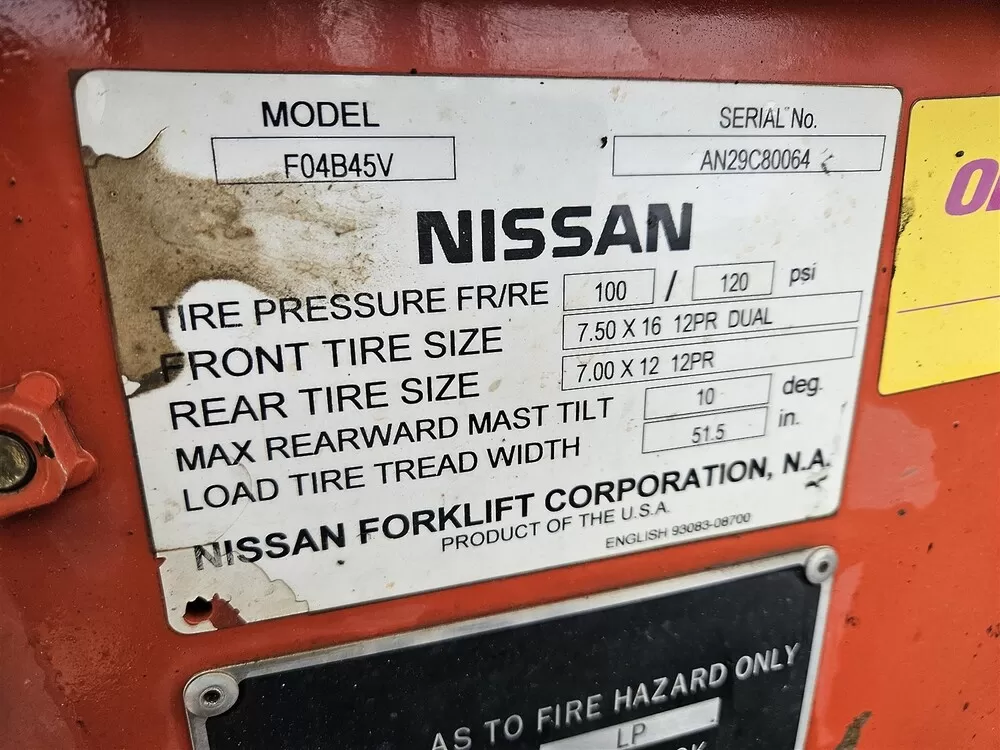 MODEL
F04B45V
SERIAL No.
AN29C80064
NISSAN
TIRE PRESSURE FR/RE 100 / 120 psi
FRONT TIRE SIZE 7.50 X 16 12PR DUAL
REAR TIRE SIZE 7.00 X 12 12PR
MAX REARWARD MAST TILT 10 deg.
LOAD TIRE TREAD WIDTH 51.5 in.
NISSAN FORKLIFT CORPORATION, N.A.
PRODUCT OF THE U.S.A.
ENGLISH 93083-08700
AS TO FIRE HAZARD ONLY
LP